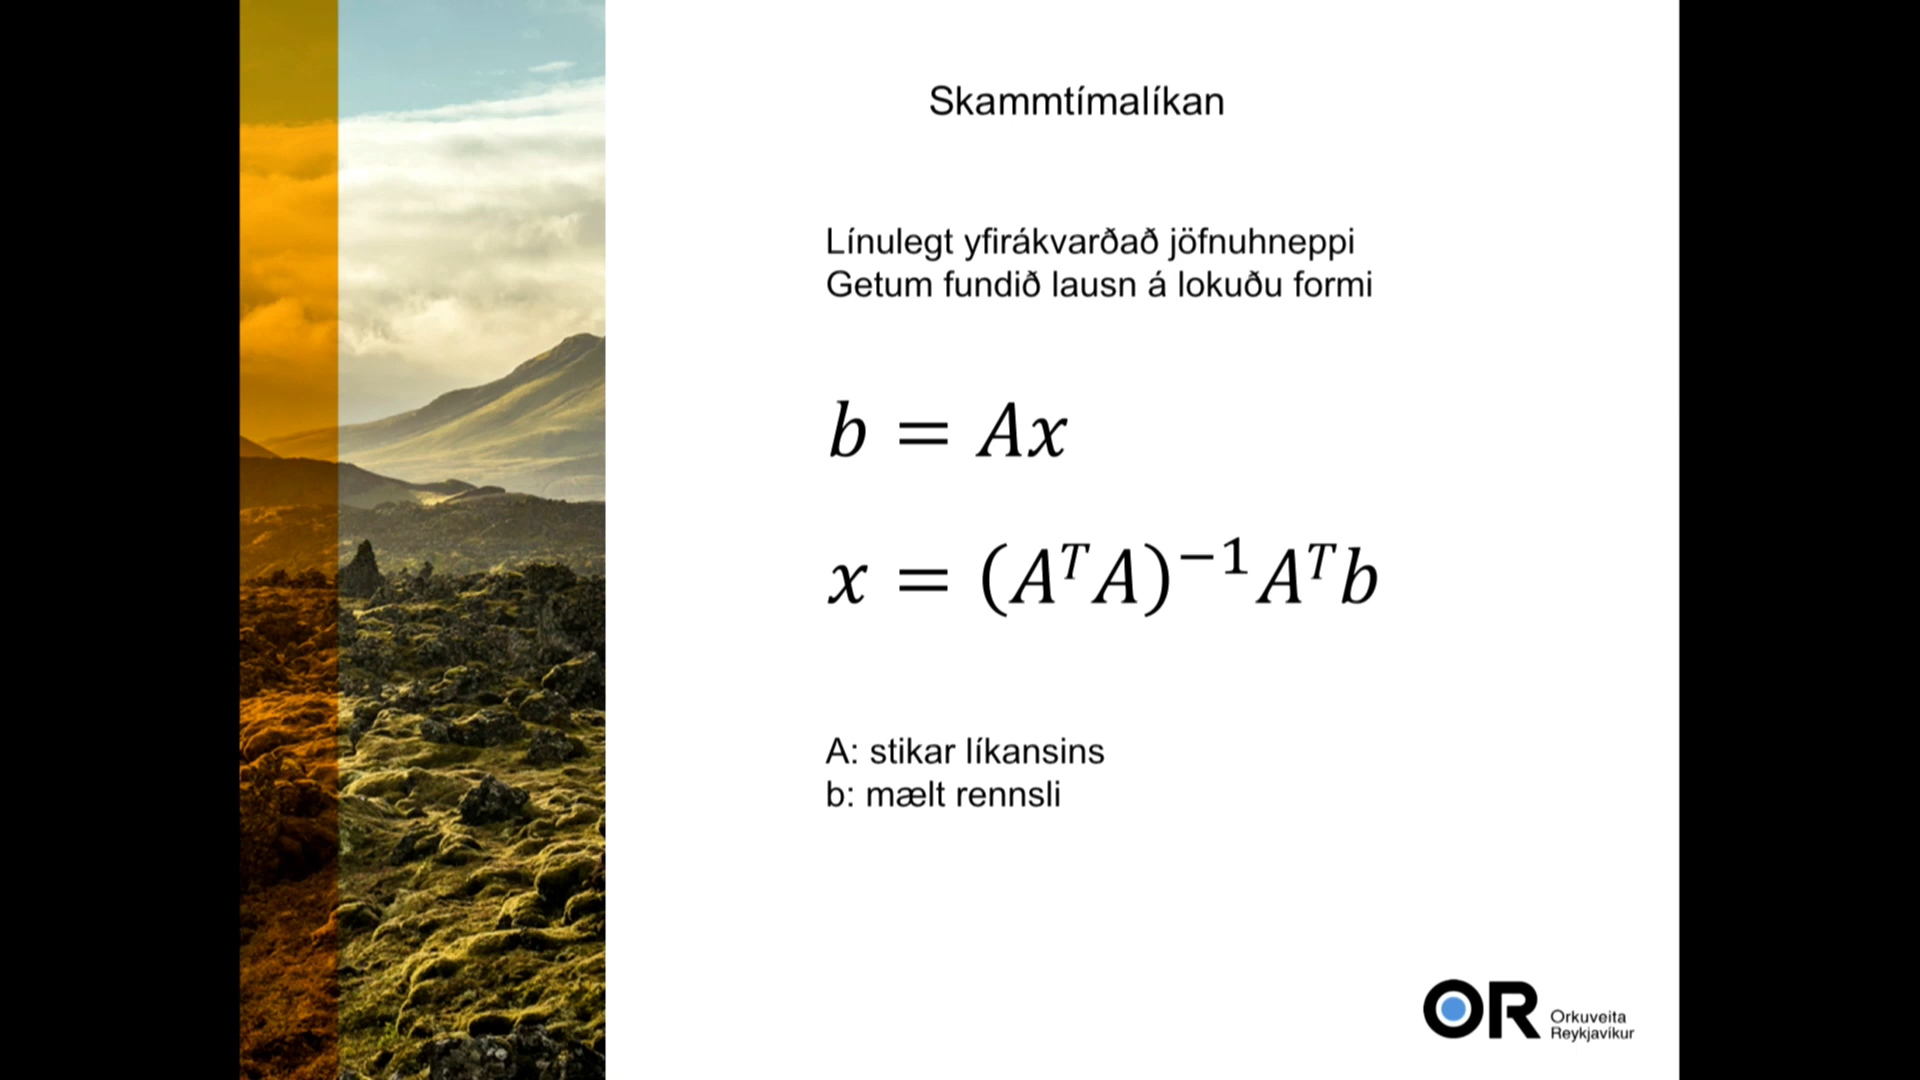 Skammtímalíkan
Línulegt yfirákvarðað jöfnuhneppi
Getum fundið lausn á lokuðu formi
b = Ax
x = (AᵀA)⁻¹Aᵀb
A: stikar líkansins
b: mælt rennsli
OR
Orkuveita
Reykjavíkur